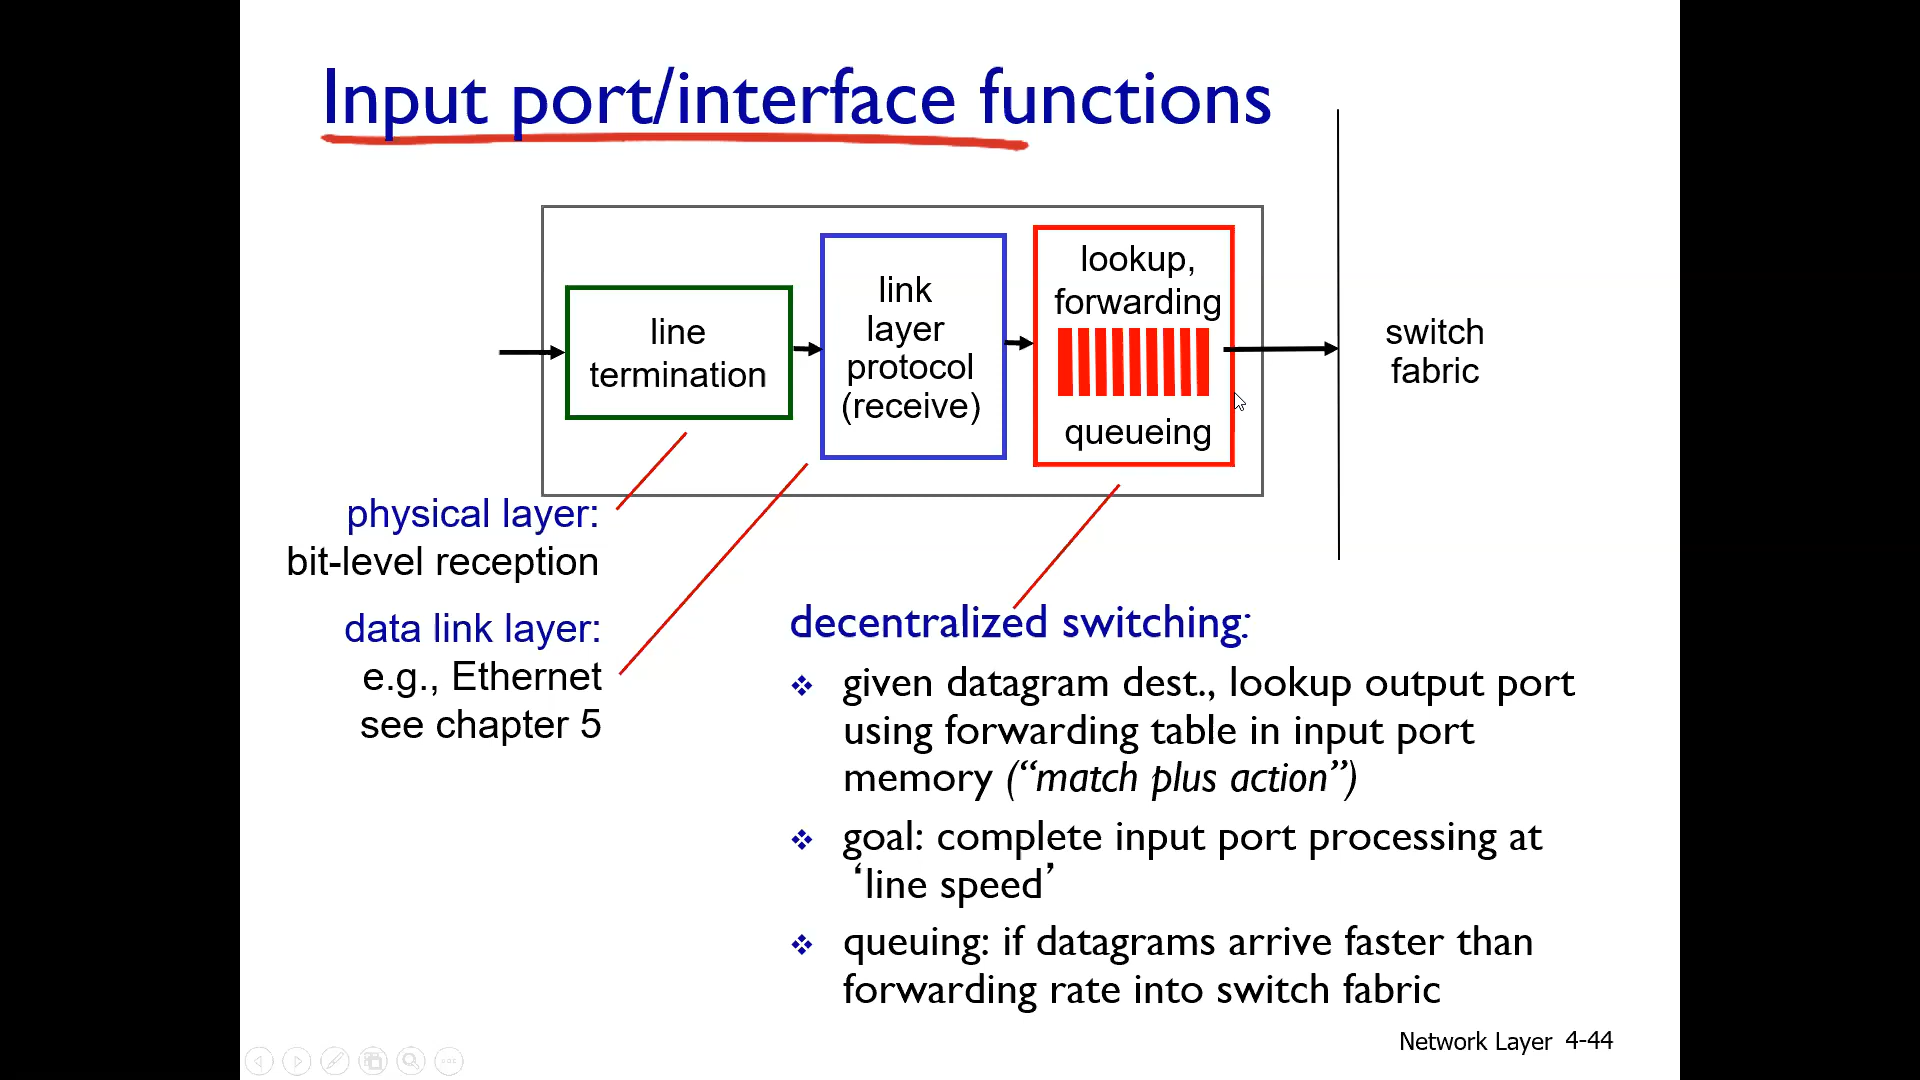 Input port/interface functions
line
termination
link
layer
protocol
(receive)
lookup,
forwarding
queueing
switch
fabric
physical layer:
bit-level reception
data link layer:
e.g., Ethernet
see chapter 5
decentralized switching:
given datagram dest., lookup output port
using forwarding table in input port
memory (“match plus action”)
goal: complete input port processing at
‘line speed’
queuing: if datagrams arrive faster than
forwarding rate into switch fabric
Network Layer 4-44